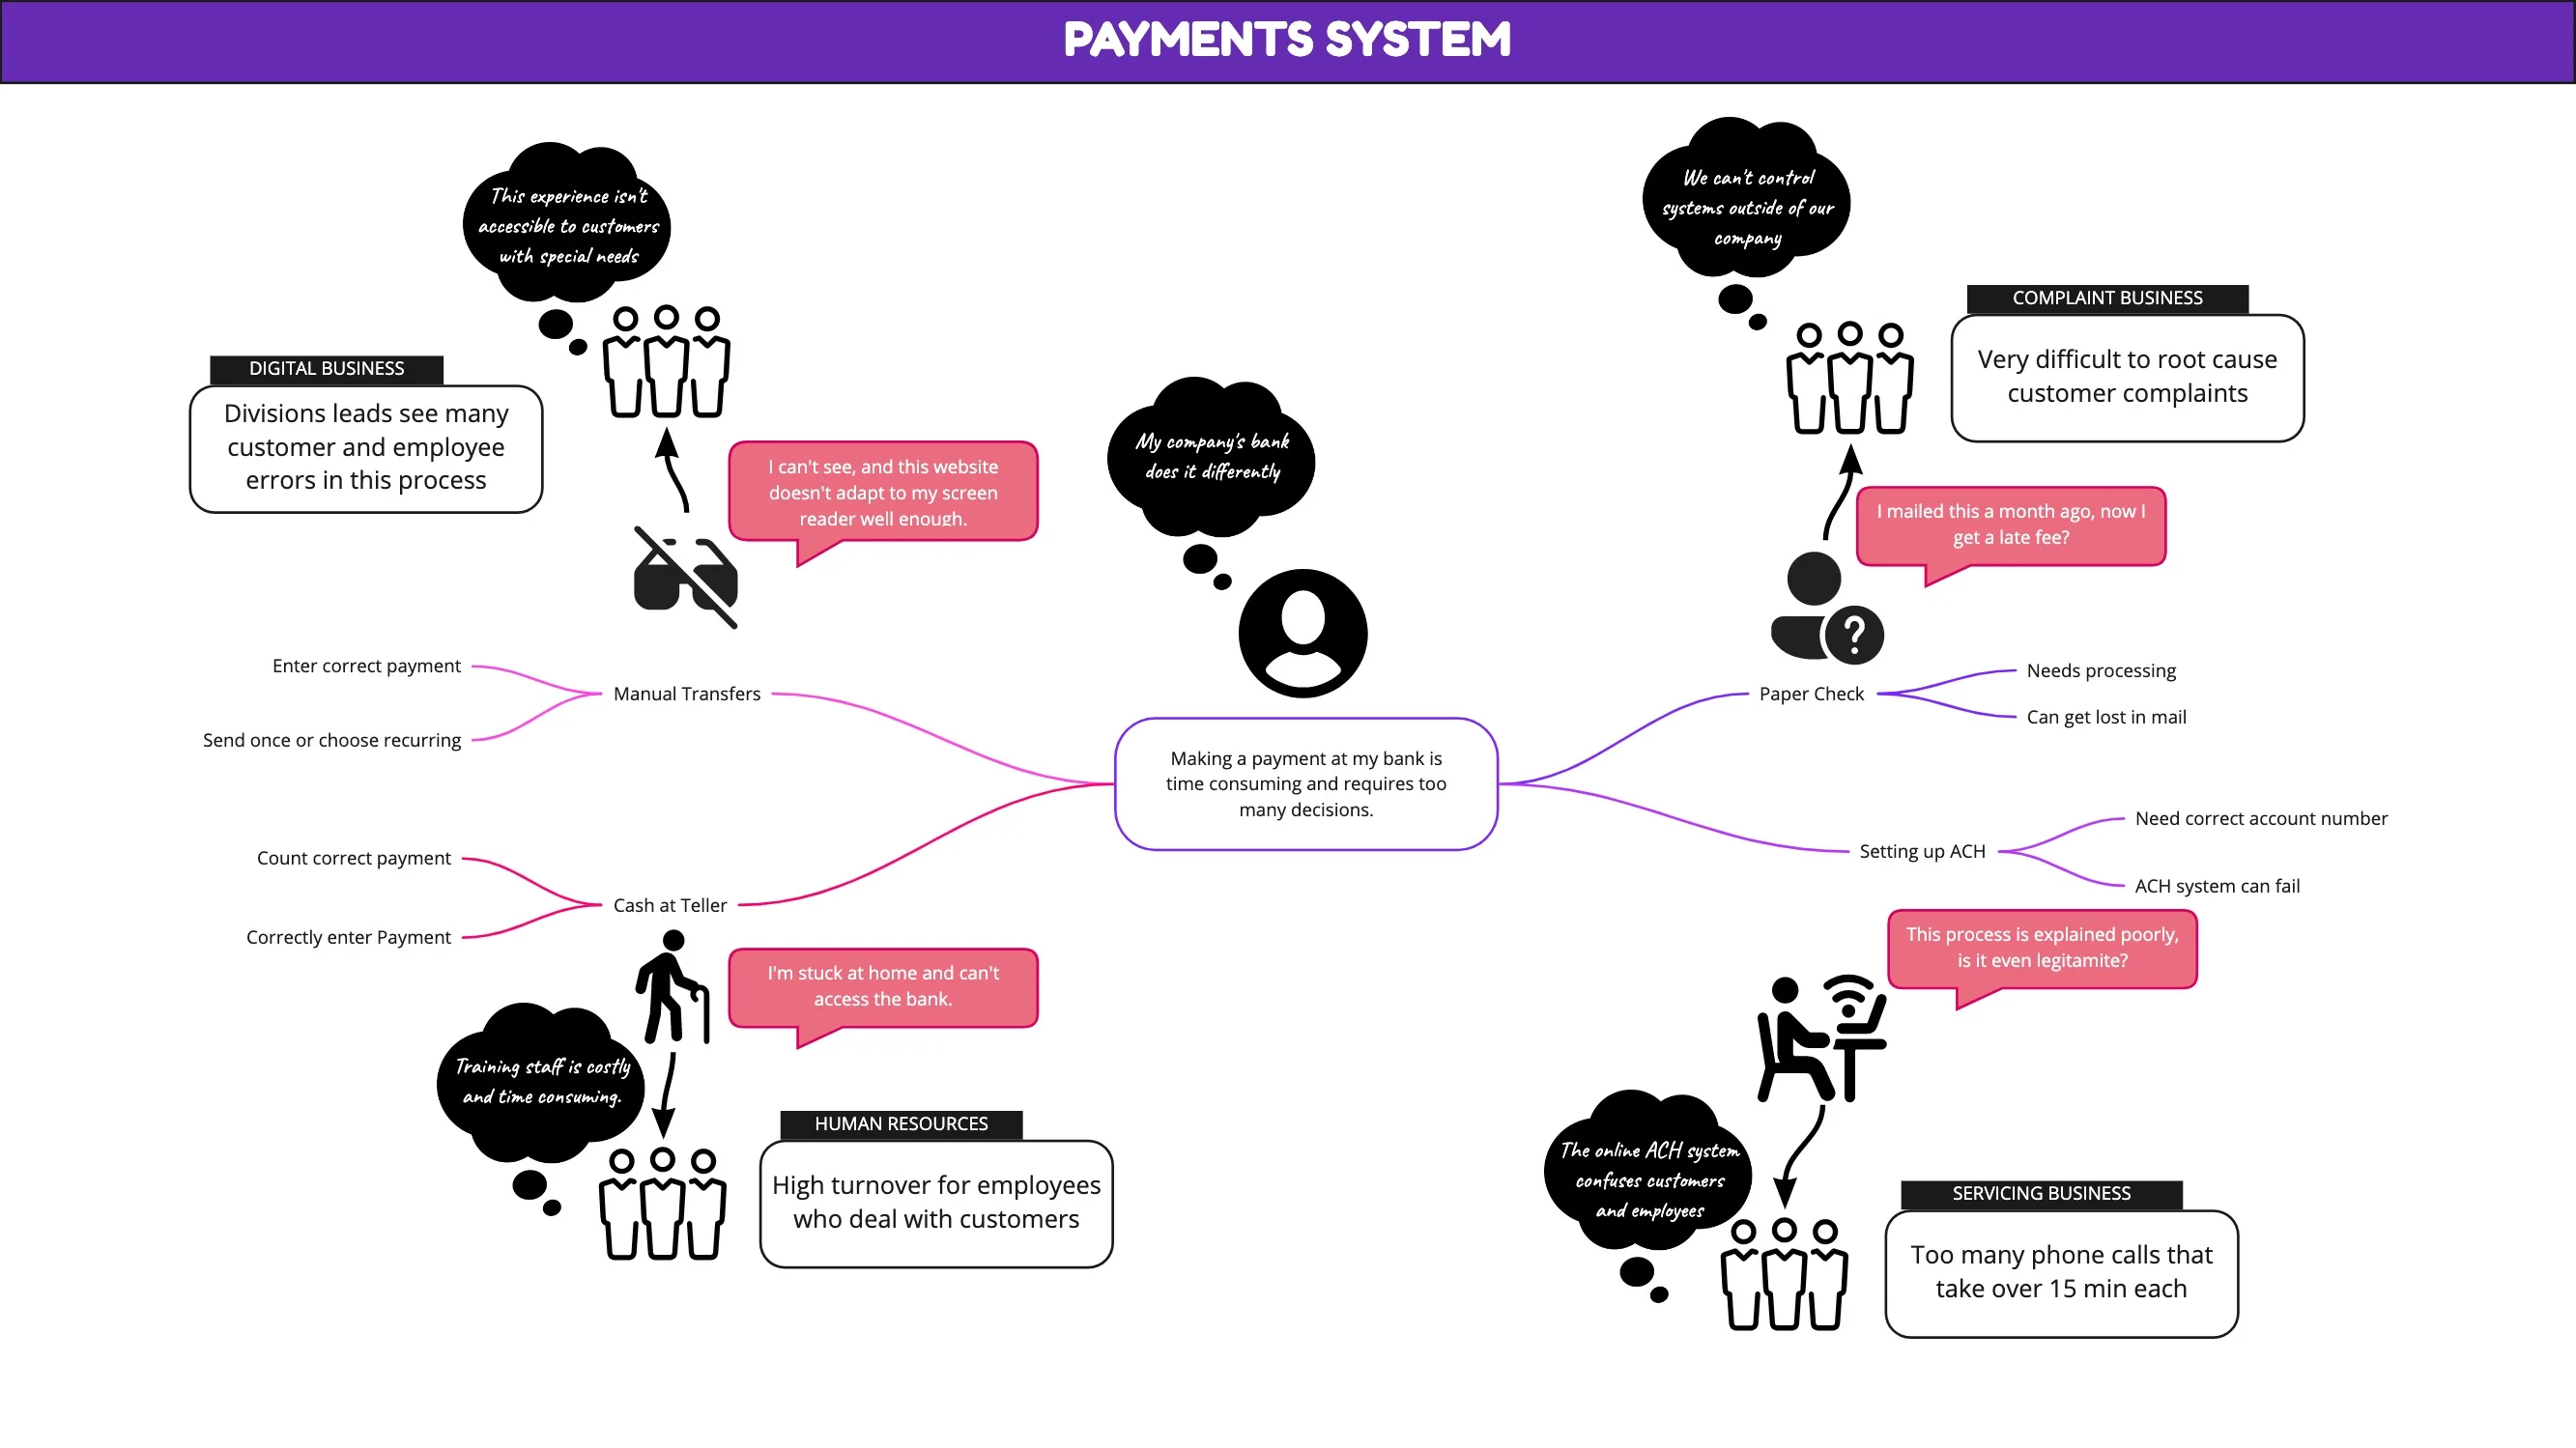 PAYMENTS SYSTEM
This experience isn't
accessible to customers
with special needs
DIGITAL BUSINESS
Divisions leads see many
customer and employee
errors in this process
I can't see, and this website
doesn't adapt to my screen
reader well enough.
Enter correct payment
Send once or choose recurring
Manual Transfers
Count correct payment
Correctly enter Payment
Cash at Teller
I'm stuck at home and can't
access the bank.
Training staff is costly
and time consuming.
HUMAN RESOURCES
High turnover for employees
who deal with customers
My company's bank
does it differently
Making a payment at my bank is
time consuming and requires too
many decisions.
We can't control
systems outside of our
company
COMPLAINT BUSINESS
Very difficult to root cause
customer complaints
I mailed this a month ago, now I
get a late fee?
?
Paper Check
Needs processing
Can get lost in mail
Setting up ACH
Need correct account number
ACH system can fail
This process is explained poorly,
is it even legitamite?
The online ACH system
confuses customers
and employees
SERVICING BUSINESS
Too many phone calls that
take over 15 min each